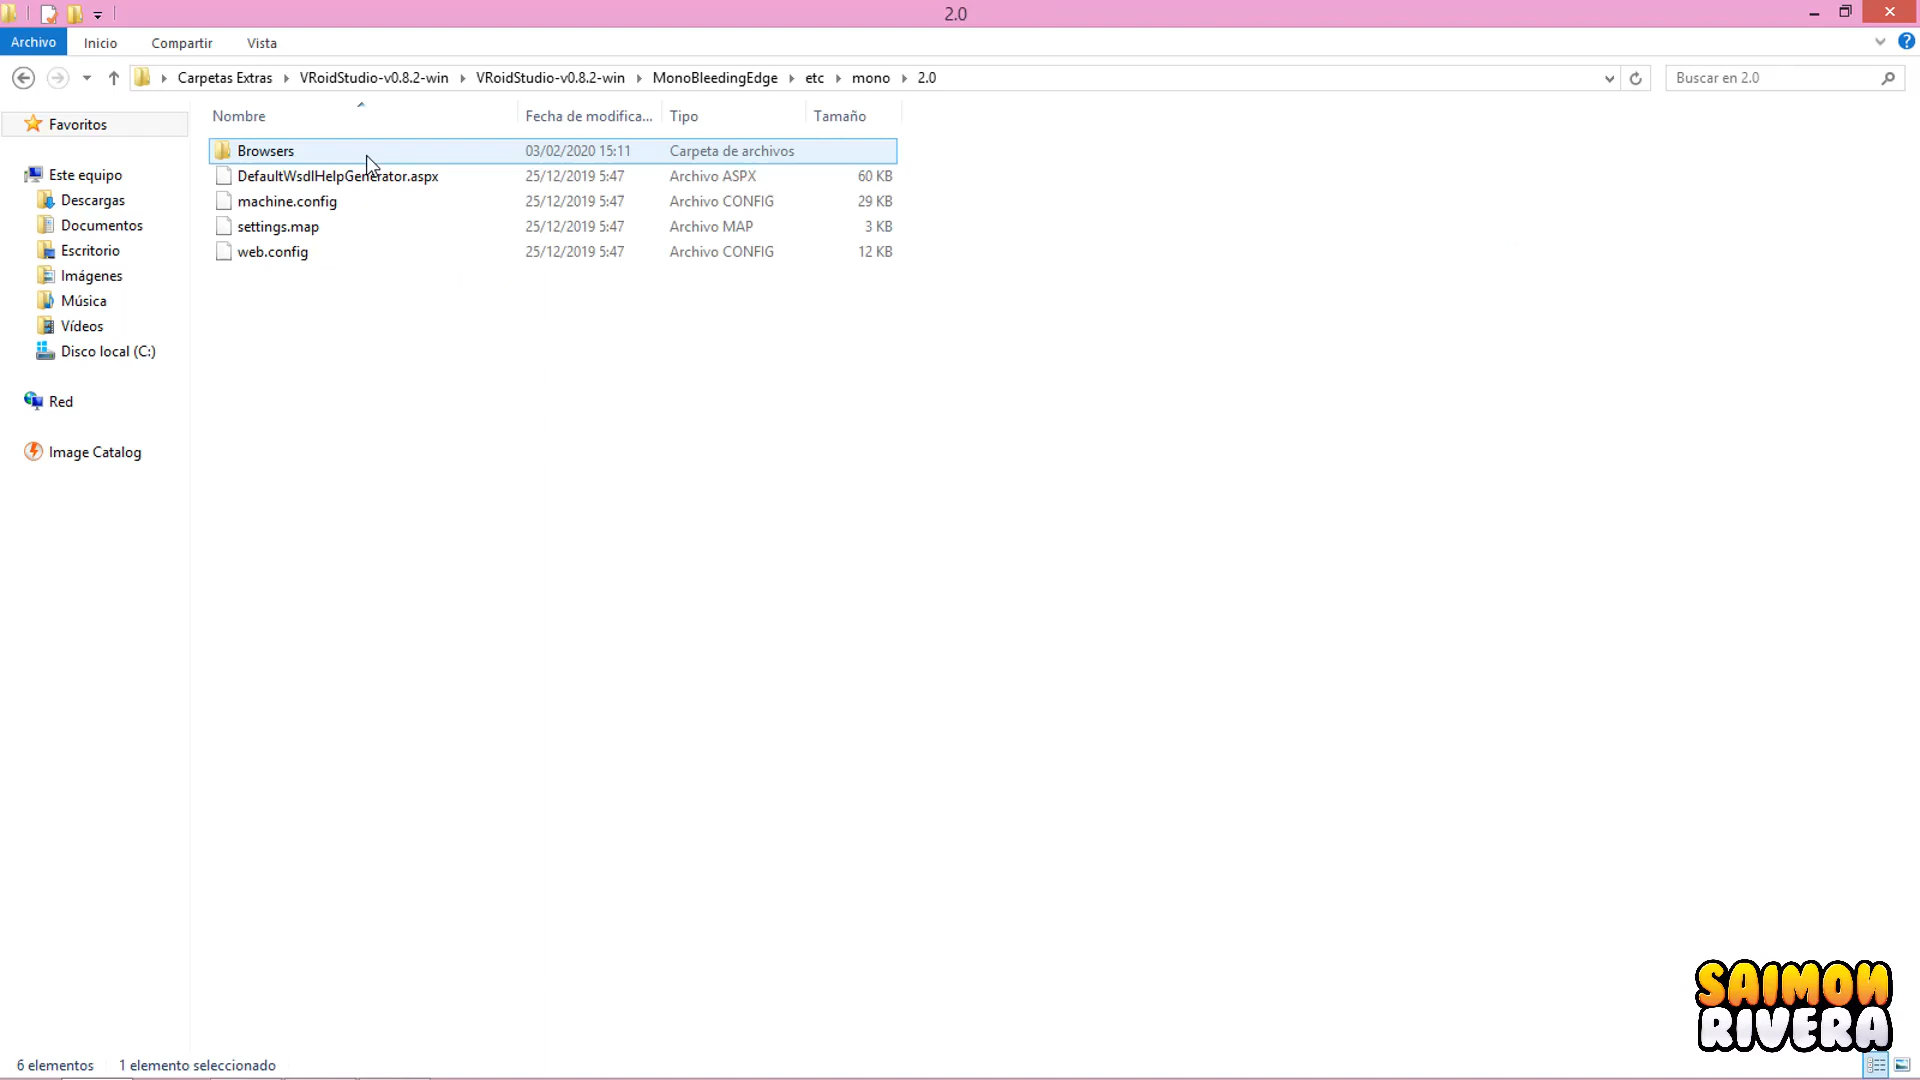 2.0
Archivo Inicio Compartir Vista
Carpetas Extras VRoidStudio-v0.8.2-win VRoidStudio-v0.8.2-win MonoBleedingEdge etc mono 2.0 Buscar en 2.0
Nombre Fecha de modifica... Tipo Tamaño
Favoritos
Este equipo
Descargas
Documentos
Escritorio
Imágenes
Música
Vídeos
Disco local (C:)
Red
Image Catalog
Browsers 03/02/2020 15:11 Carpeta de archivos
DefaultWsdlHelpGenerator.aspx 25/12/2019 5:47 Archivo ASPX 60 KB
machine.config 25/12/2019 5:47 Archivo CONFIG 29 KB
settings.map 25/12/2019 5:47 Archivo MAP 3 KB
web.config 25/12/2019 5:47 Archivo CONFIG 12 KB
SAIMON
RIVERA
6 elementos 1 elemento seleccionado